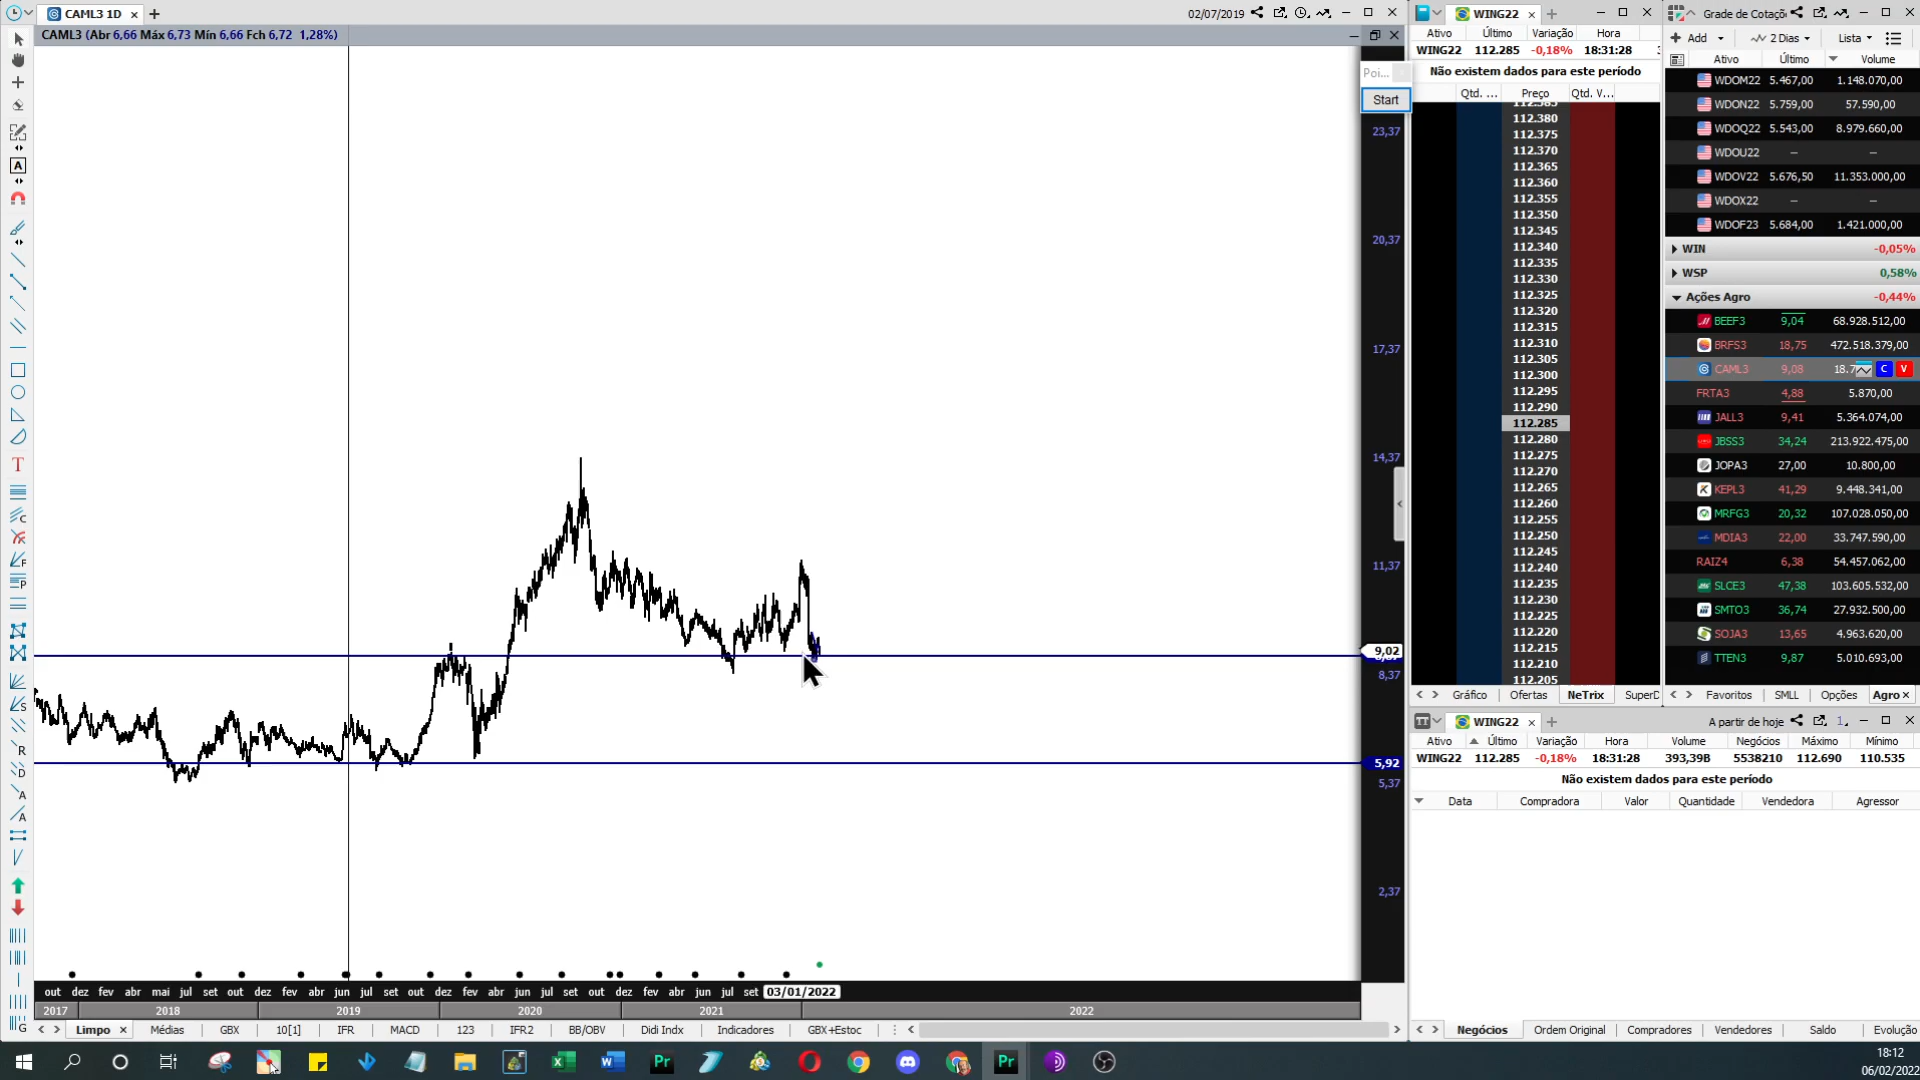 CAML3 1D
02/07/2019
CAML3 (Abr 6,66 Máx 6,73 Mín 6,66 Fch 6,72 1,28%)
Poi...
Start
23,37
20,37
17,37
14,37
11,37
9,02
8,37
5,92
5,37
2,37
out dez fev abr mai jul set out dez fev abr jun jul set out dez fev abr jun jul set out dez fev abr jun jul set 03/01/2022
2017 2018 2019 2020 2021 2022
Limpo Médias GBX 10[1] IFR MACD 123 IFR2 BB/OBV Didi Indx Indicadores GBX+Estoc
WING22
Ativo Último Variação Hora
WING22 112.285 -0,18% 18:31:28
Não existem dados para este período
Qtd. ... Preço Qtd. V...
112.385
112.380
112.375
112.370
112.365
112.360
112.355
112.350
112.345
112.340
112.335
112.330
112.325
112.320
112.315
112.310
112.305
112.300
112.295
112.290
112.285
112.280
112.275
112.270
112.265
112.260
112.255
112.250
112.245
112.240
112.235
112.230
112.225
112.220
112.215
112.210
112.205
Gráfico Ofertas NeTrix SuperD
Grade de Cotaçõ
Add 2 Dias Lista
Ativo Último Volume
WDOM22 5.467,00 1.148.070,00
WDON22 5.759,00 57.590,00
WDOQ22 5.543,00 8.979.660,00
WDOU22 – –
WDOV22 5.676,50 11.353.000,00
WDOX22 – –
WDOF23 5.684,00 1.421.000,00
WIN -0,05%
WSP 0,58%
Ações Agro -0,44%
BEEF3 9,04 68.928.512,00
BRFS3 18,75 472.518.379,00
CAML3 9,08 18.7 C V
FRTA3 4,88 5.870,00
JALL3 9,41 5.364.074,00
JBSS3 34,24 213.922.475,00
JOPA3 27,00 10.800,00
KEPL3 41,29 9.448.341,00
MRFG3 20,32 107.028.050,00
MDIA3 22,00 33.747.590,00
RAIZ4 6,38 54.457.062,00
SLCE3 47,38 103.605.532,00
SMTO3 36,74 27.932.500,00
SOJA3 13,65 4.963.620,00
TTEN3 9,87 5.010.693,00
Favoritos SMLL Opções Agro
WING22
A partir de hoje
Ativo Último Variação Hora Volume Negócios Máximo Mínimo
WING22 112.285 -0,18% 18:31:28 393,39B 5538210 112.690 110.535
Não existem dados para este período
Data Compradora Valor Quantidade Vendedora Agressor
Negócios Ordem Original Compradores Vendedores Saldo Evolução
18:12
06/02/2022